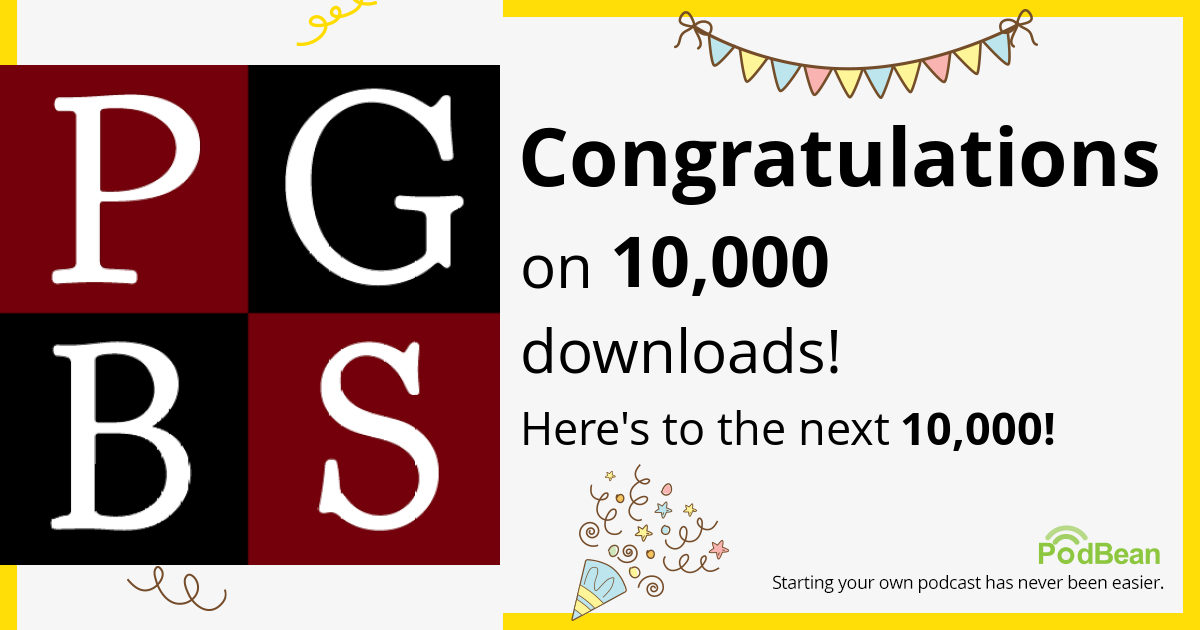 P G
B S
Congratulations
on 10,000
downloads!
Here's to the next 10,000!
PodBean
Starting your own podcast has never been easier.